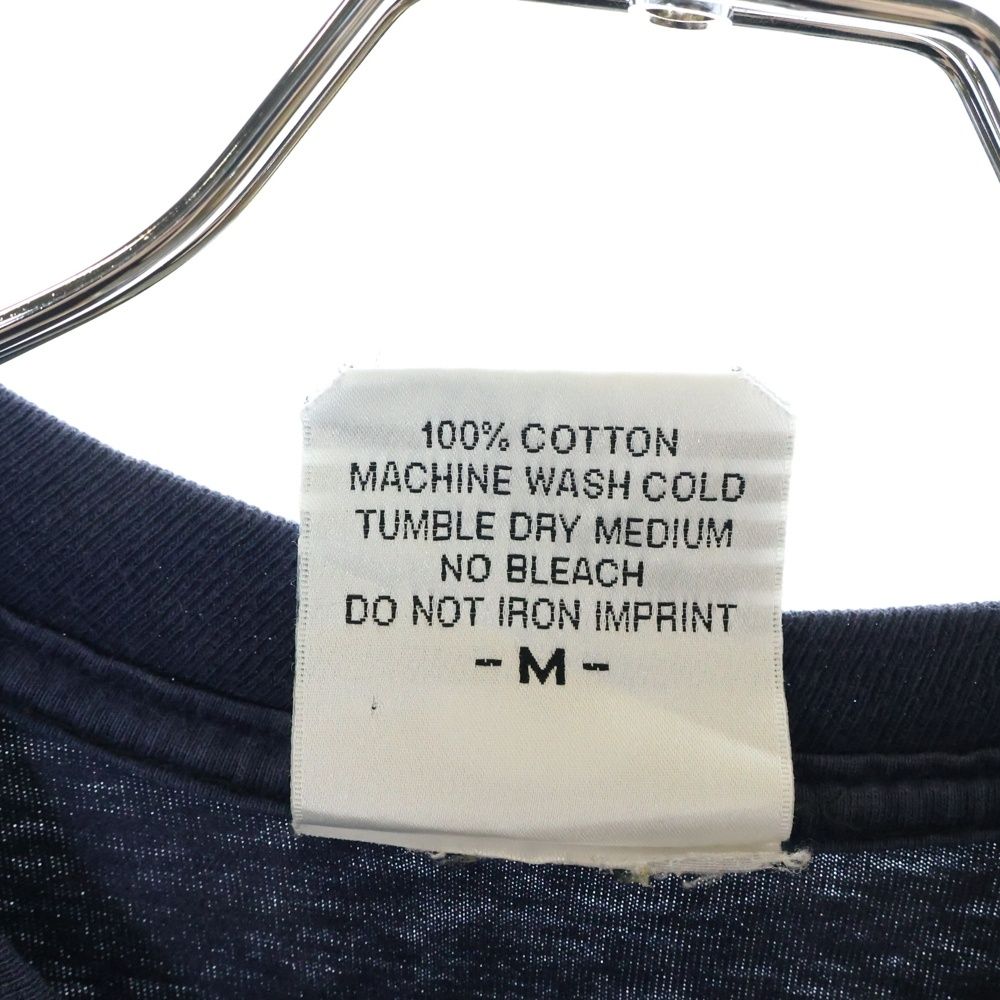 100% COTTON
MACHINE WASH COLD
TUMBLE DRY MEDIUM
NO BLEACH
DO NOT IRON IMPRINT
- M -